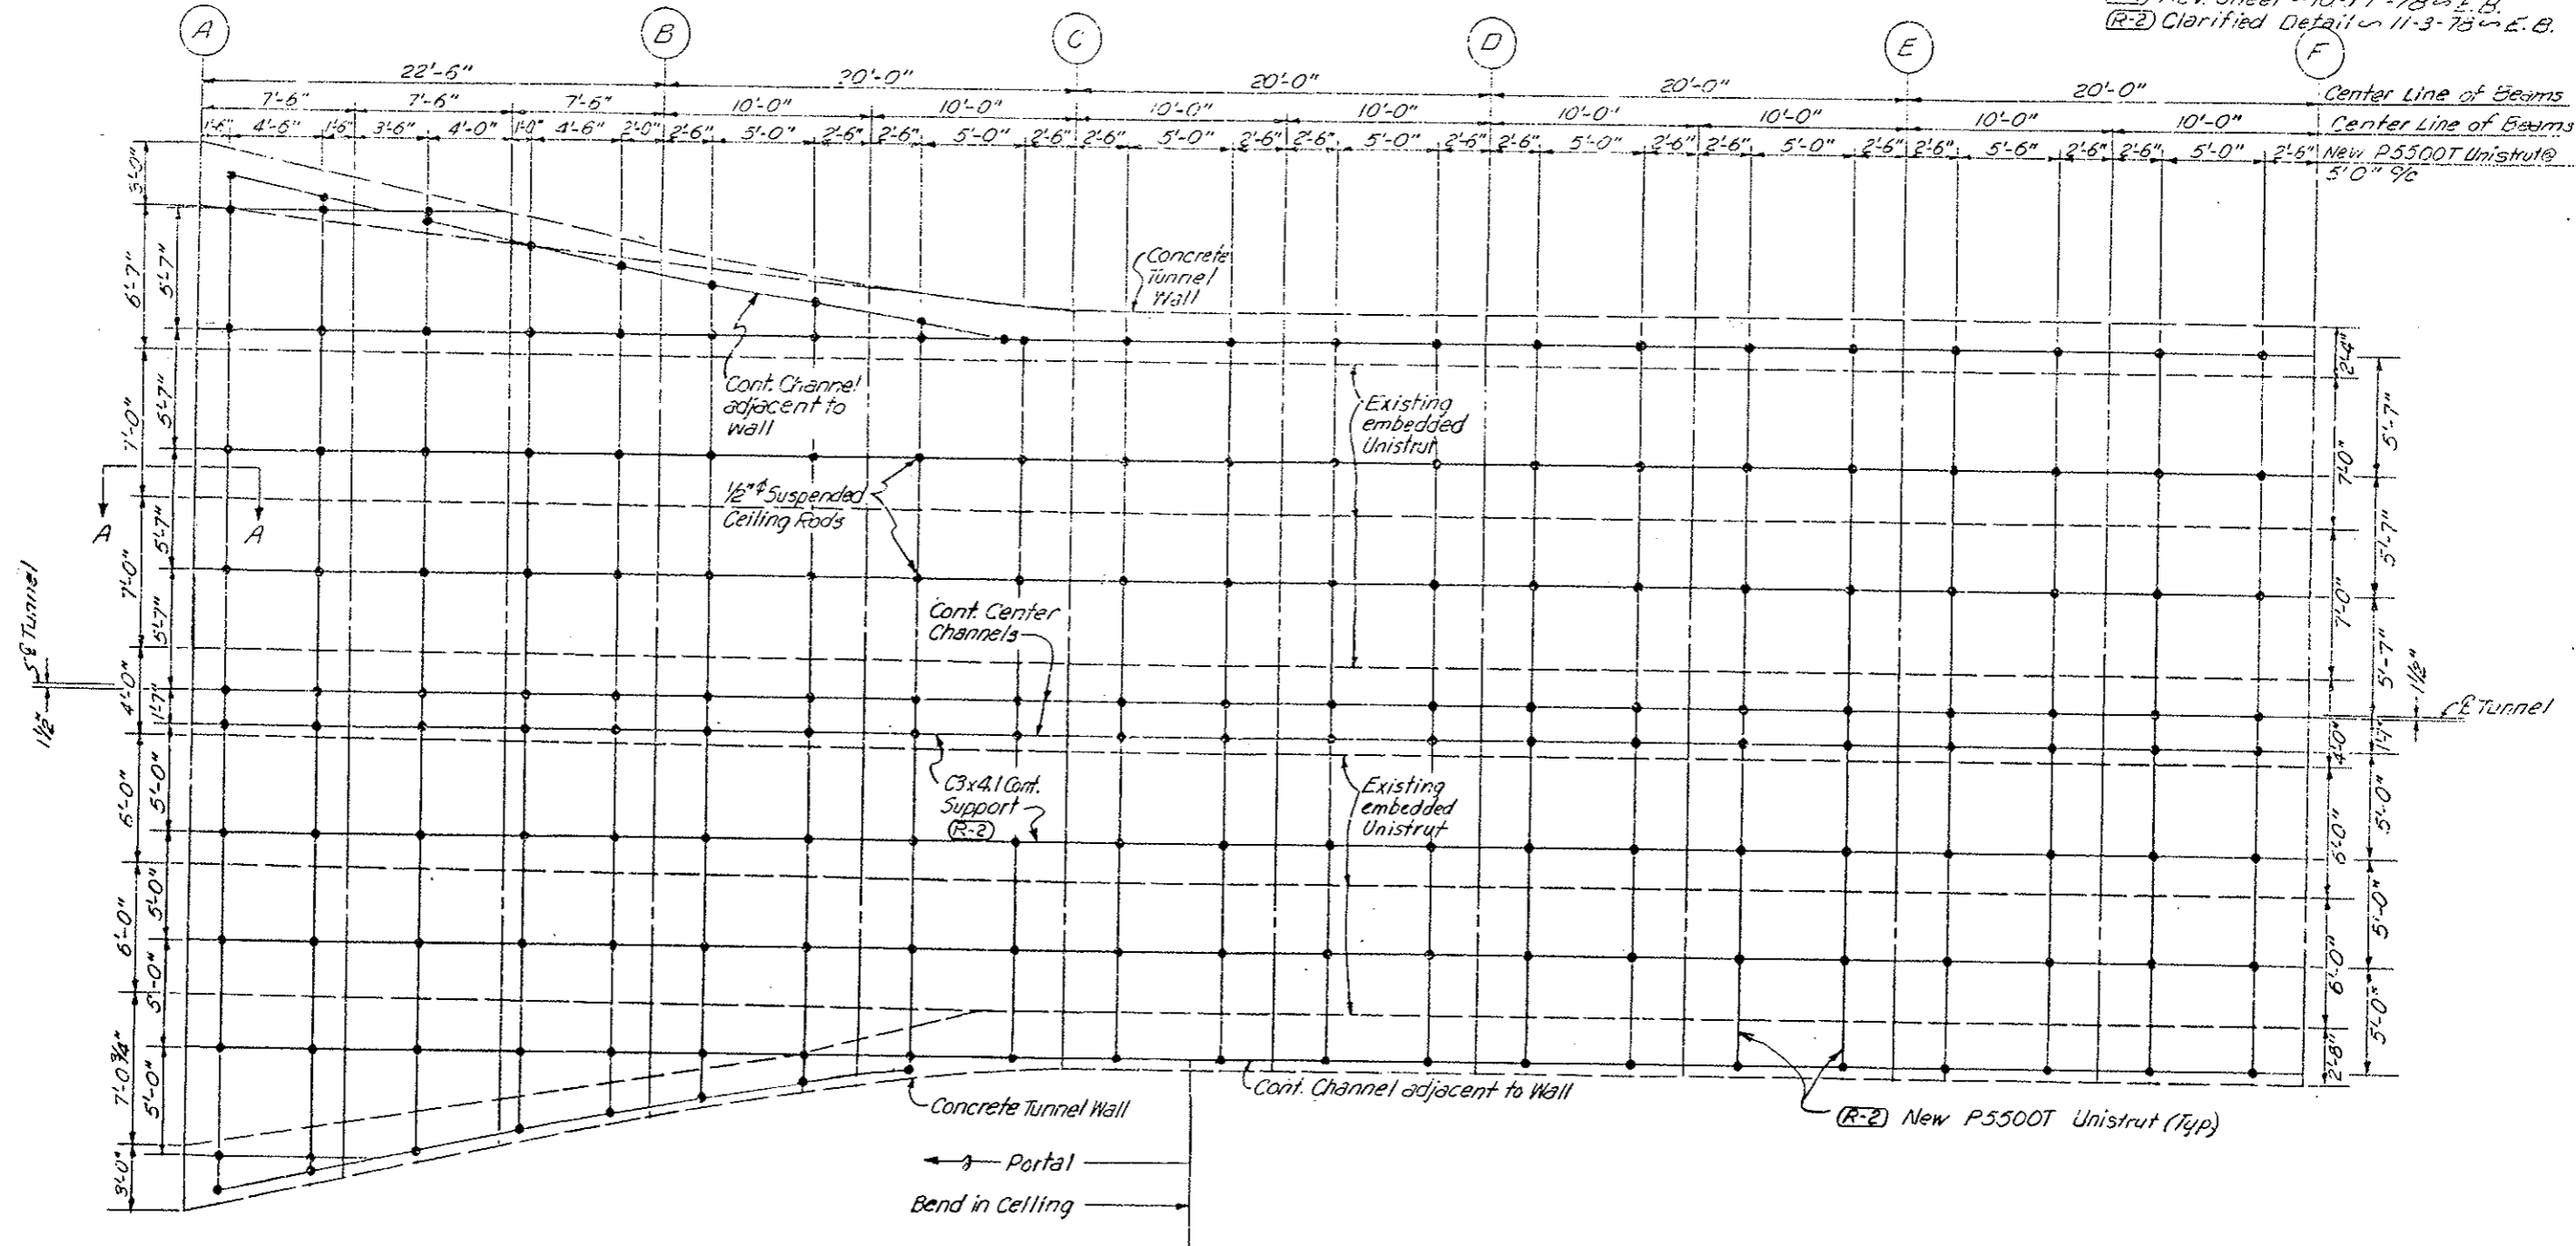 Rev. Sheet ~ 10-17-78 ~ E.B.
(R-2) Clarified Detail ~ 11-3-78 ~ E.B.
A
B
C
D
E
F
22'-6"
20'-0"
20'-0"
20'-0"
20'-0"
Center Line of Beams
7'-6"
7'-6"
7'-6"
10'-0"
10'-0"
10'-0"
10'-0"
10'-0"
10'-0"
10'-0"
10'-0"
Center Line of Beams
1'-6" 4'-6" 1'-6" 3'-6" 4'-0" 1'-0" 4'-6" 2'-0" 2'-6" 5'-0" 2'-6" 2'-6" 5'-0" 2'-6" 2'-6" 5'-0" 2'-6" 2'-6" 5'-0" 2'-6" 2'-6" 5'-0" 2'-6" 2'-6" 5'-0" 2'-6" 2'-6" 5'-6" 2'-6" 2'-6" 5'-0" 2'-6"
New P5500T Unistrut @
5'0" o/c
3'-0"
6'-7"
7'-0"
7'-0"
4'-0"
6'-0"
6'-0"
7'-0 3/4"
3'-0"
5'-7"
5'-7"
5'-7"
5'-7"
1'-7"
5'-0"
5'-0"
5'-0"
5'-0"
Concrete
Tunnel
Wall
Cont. Channel
adjacent to
wall
Existing
embedded
Unistrut
1/2"φ Suspended
Ceiling Rods
A
A
Cont. Center
Channels
℄ Tunnel
1 1/2"
C3x4.1 Cont.
Support
(R-2)
Existing
embedded
Unistrut
2'-4"
7'-0"
7'-0"
4'-0"
6'-0"
6'-0"
2'-8"
5'-7"
5'-7"
5'-7"
1'-7"
5'-0"
5'-0"
5'-0"
1 1/2"
℄ Tunnel
Concrete Tunnel Wall
Cont. Channel adjacent to Wall
(R-2) New P5500T Unistrut (Typ)
Portal
Bend in Celling